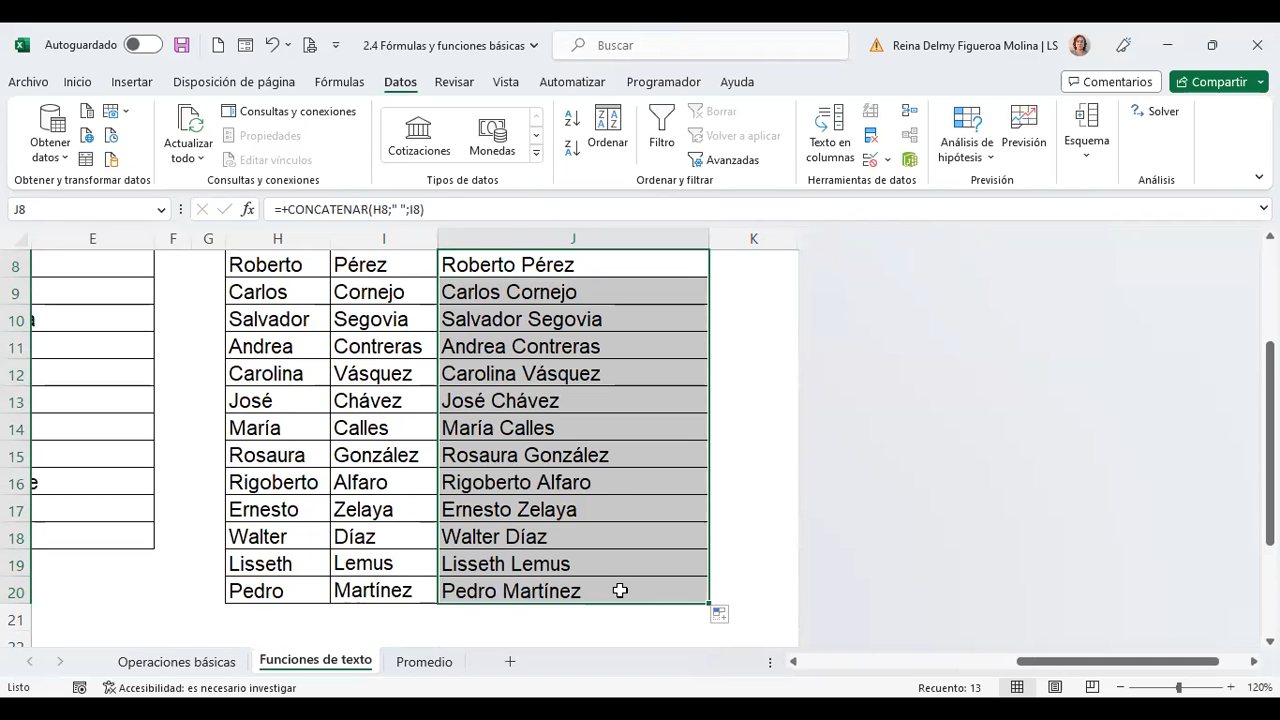 Autoguardado 2.4 Fórmulas y funciones básicas Buscar Reina Delmy Figueroa Molina | LS
Archivo Inicio Insertar Disposición de página Fórmulas Datos Revisar Vista Automatizar Programador Ayuda Comentarios Compartir
Obtener datos
Actualizar todo
Consultas y conexiones
Propiedades
Editar vínculos
Cotizaciones Monedas
Ordenar
Filtro
Borrar
Volver a aplicar
Avanzadas
Texto en columnas
Análisis de hipótesis
Previsión
Esquema
Solver
Obtener y transformar datos Consultas y conexiones Tipos de datos Ordenar y filtrar Herramientas de datos Previsión Análisis
J8 fx =+CONCATENAR(H8;" ";I8)
E F G H I J K
8 Roberto Pérez Roberto Pérez
9 Carlos Cornejo Carlos Cornejo
10 a Salvador Segovia Salvador Segovia
11 Andrea Contreras Andrea Contreras
12 Carolina Vásquez Carolina Vásquez
13 José Chávez José Chávez
14 María Calles María Calles
15 Rosaura González Rosaura González
16 e Rigoberto Alfaro Rigoberto Alfaro
17 Ernesto Zelaya Ernesto Zelaya
18 Walter Díaz Walter Díaz
19 Lisseth Lemus Lisseth Lemus
20 Pedro Martínez Pedro Martínez
21
Operaciones básicas Funciones de texto Promedio
Listo Accesibilidad: es necesario investigar Recuento: 13 120%